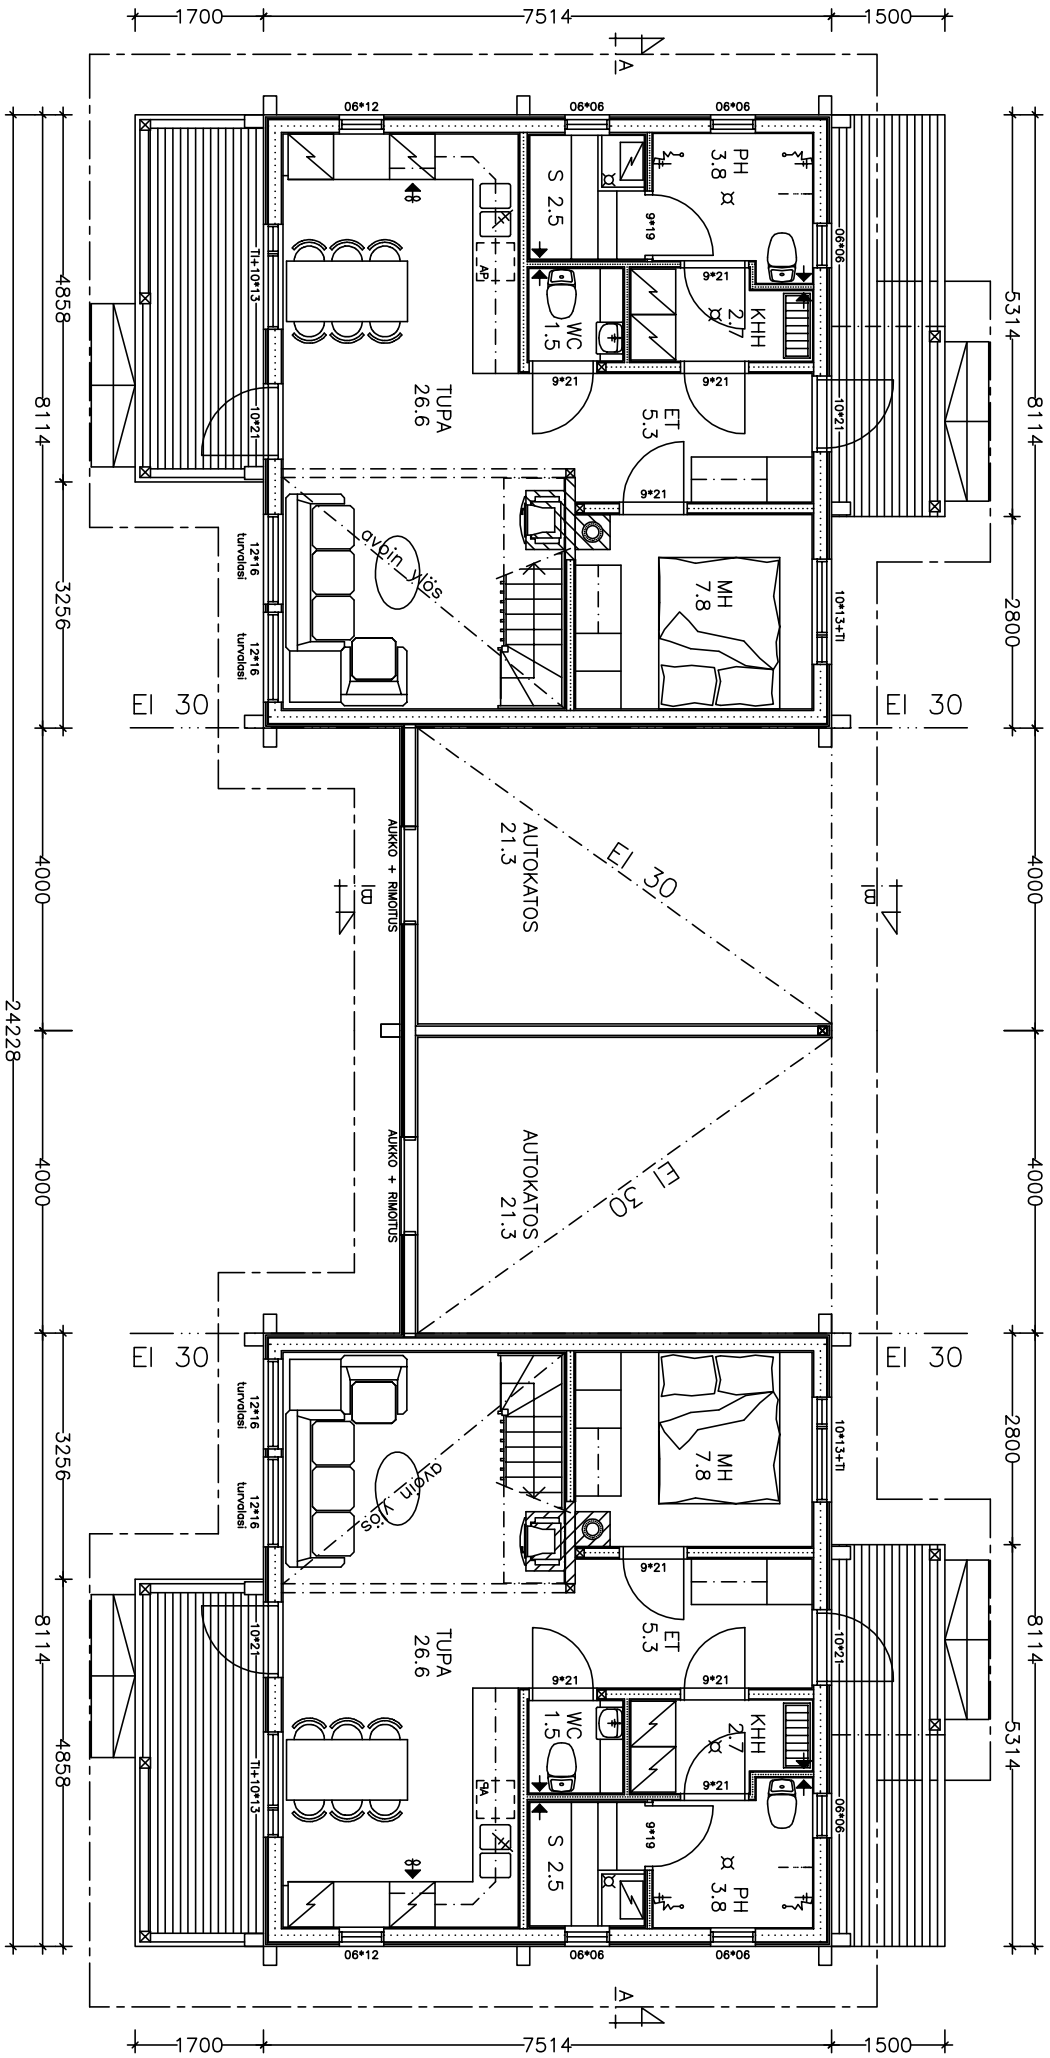 1700
7514
1500
A
06*12
06*06
06*06
PH
3.8
S 2.5
9*19
06*06
Ti+10*13
AP
9*21
KHH
2.7
WC
1.5
4858
5314
8114
8114
TUPA
26.6
9*21
9*21
ET
5.3
10*21
10*21
9*21
avoin ylös
12*16
turvalasi
12*16
turvalasi
MH
7.8
10*13+Ti
3256
2800
EI 30
EI 30
AUKKO + RIMOITUS
AUTOKATOS
21.3
EI 30
4000
4000
B
B
24228
AUKKO + RIMOITUS
AUTOKATOS
21.3
EI 30
4000
4000
EI 30
EI 30
12*16
turvalasi
12*16
turvalasi
avoin ylös
MH
7.8
10*13+Ti
3256
2800
9*21
TUPA
26.6
ET
5.3
10*21
10*21
8114
8114
9*21
9*21
WC
1.5
KHH
2.7
Ti+10*13
AP
9*21
4858
5314
S 2.5
9*19
PH
3.8
06*06
06*12
06*06
06*06
A
1700
7514
1500